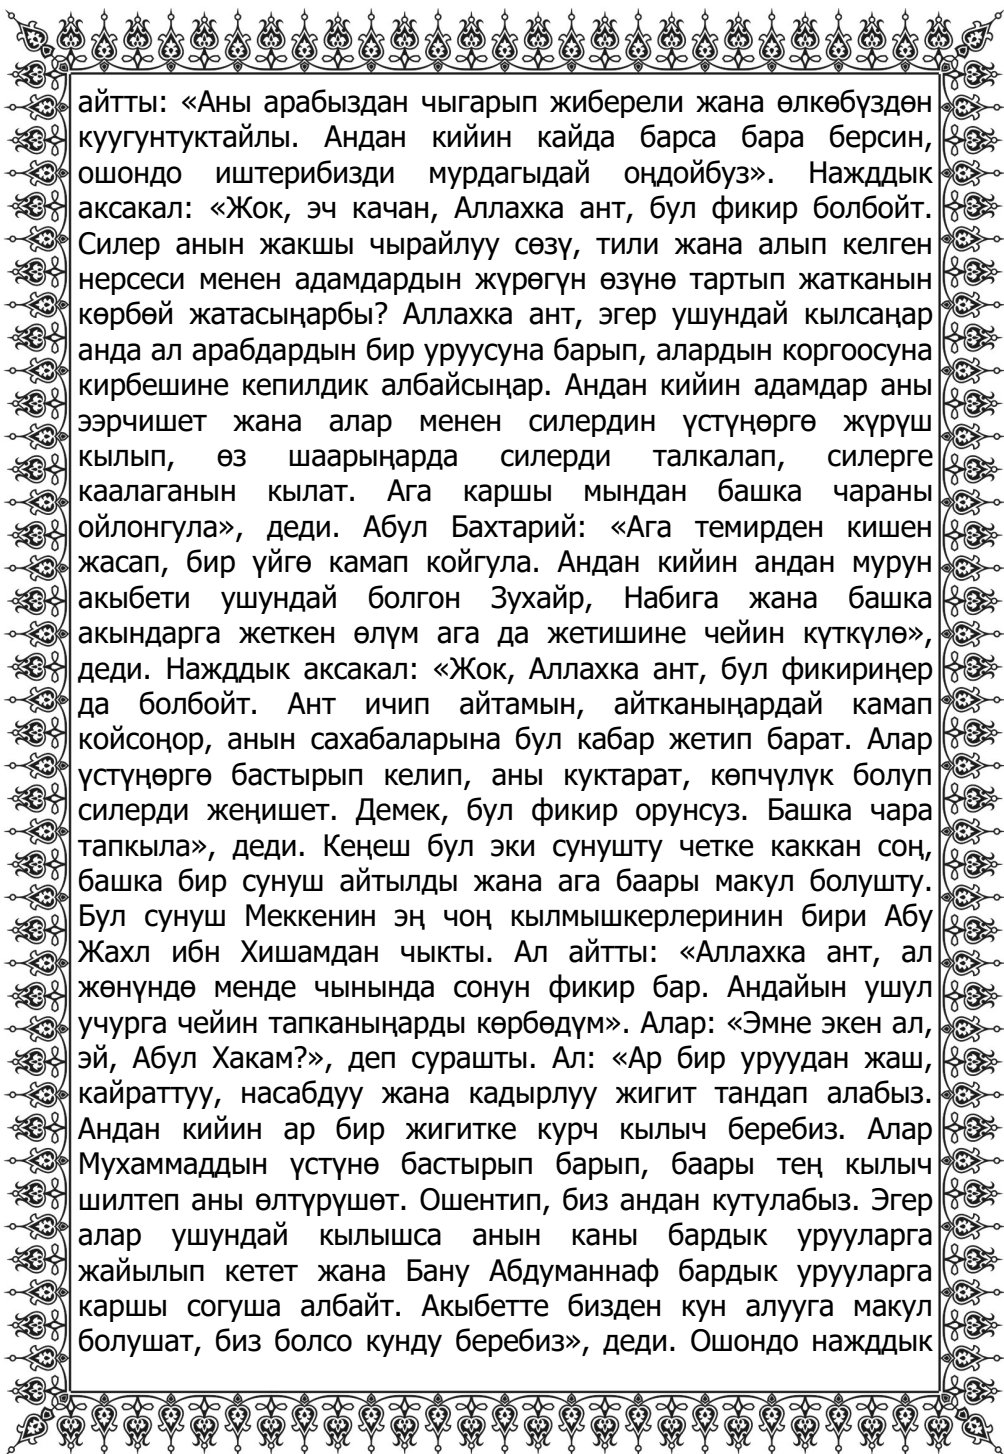 айтты: «Аны арабыздан чыгарып жиберели жана өлкөбүздөн
куугунтуктайлы. Андан кийин кайда барса бара берсин,
ошондо иштерибизди мурдагыдай оңдойбуз». Нажддык
аксакал: «Жок, эч качан, Аллахка ант, бул фикир болбойт.
Силер анын жакшы чырайлуу сөзү, тили жана алып келген
нерсеси менен адамдардын жүрөгүн өзүнө тартып жатканын
көрбөй жатасыңарбы? Аллахка ант, эгер ушундай кылсаңар
анда ал арабдардын бир уруусуна барып, алардын коргоосуна
кирбешине кепилдик албайсыңар. Андан кийин адамдар аны
ээрчишет жана алар менен силердин үстүңөргө жүрүш
кылып, өз шаарыңарда силерди талкалап, силерге
каалаганын кылат. Ага каршы мындан башка чараны
ойлонгула», деди. Абул Бахтарий: «Ага темирден кишен
жасап, бир үйгө камап койгула. Андан кийин андан мурун
акыбети ушундай болгон Зухайр, Набига жана башка
акындарга жеткен өлүм ага да жетишине чейин күткүлө»,
деди. Нажддык аксакал: «Жок, Аллахка ант, бул фикириңер
да болбойт. Ант ичип айтамын, айтканыңардай камап
койсоңор, анын сахабаларына бул кабар жетип барат. Алар
үстүңөргө бастырып келип, аны куктарат, көпчүлүк болуп
силерди жеңишет. Демек, бул фикир орунсуз. Башка чара
тапкыла», деди. Кеңеш бул эки сунушту четке каккан соң,
башка бир сунуш айтылды жана ага баары макул болушту.
Бул сунуш Меккенин эң чоң кылмышкерлеринин бири Абу
Жахл ибн Хишамдан чыкты. Ал айтты: «Аллахка ант, ал
жөнүндө менде чынында сонун фикир бар. Андайын ушул
учурга чейин тапканыңарды көрбөдүм». Алар: «Эмне экен ал,
эй, Абул Хакам?», деп сурашты. Ал: «Ар бир уруудан жаш,
кайраттуу, насабдуу жана кадырлуу жигит тандап алабыз.
Андан кийин ар бир жигитке курч кылыч беребиз. Алар
Мухаммаддын үстүнө бастырып барып, баары тең кылыч
шилтеп аны өлтүрүшөт. Ошентип, биз андан кутулабыз. Эгер
алар ушундай кылышса анын каны бардык урууларга
жайылып кетет жана Бану Абдуманнаф бардык урууларга
каршы согуша албайт. Акыбетте бизден кун алууга макул
болушат, биз болсо кунду беребиз», деди. Ошондо нажддык